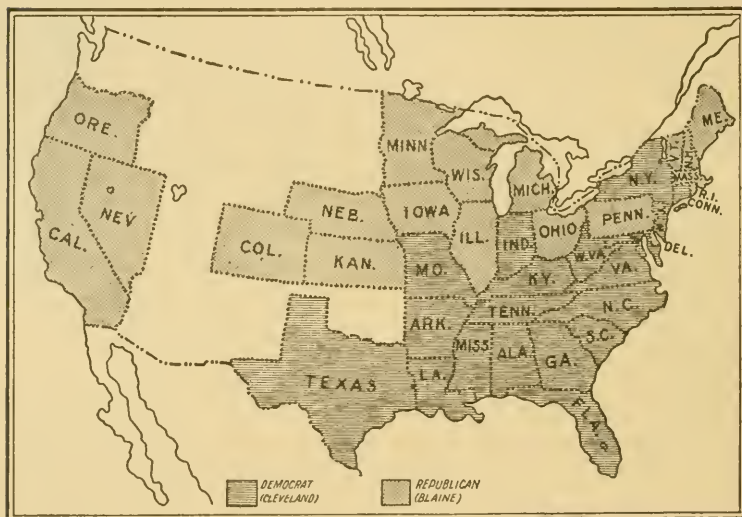 ORE.
NEV
CAL.
COL.
NEB.
KAN.
MINN
IOWA
WIS.
ILL.
MICH.
IND.
OHIO
MO.
ARK.
LA.
TEXAS
MISS
ALA.
TENN.
KY.
W.VA.
VA.
N.C.
S.C.
GA.
FLA.
PENN.
N.Y.
VT.
N.H.
MASS.
ME.
R.I.
CONN.
DEL.
DEMOCRAT
(CLEVELAND)
REPUBLICAN
(BLAINE)